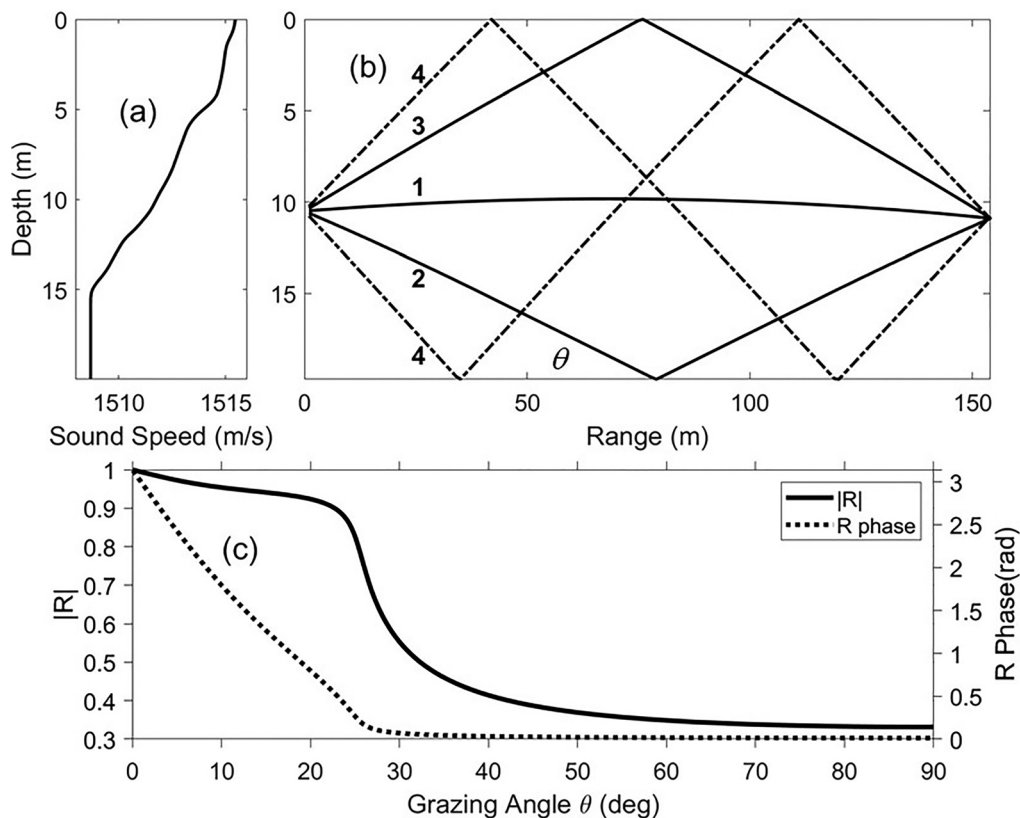 0
5
10
15
Depth (m)
(a)
1510 1515
Sound Speed (m/s)
0
5
10
15
(b)
4
3
1
2
4
θ
0 50 100 150
Range (m)
1
0.9
0.8
0.7
0.6
0.5
0.4
0.3
|R|
(c)
|R|
R phase
3
2.5
2
1.5
1
0.5
0
R Phase(rad)
0 10 20 30 40 50 60 70 80 90
Grazing Angle θ (deg)